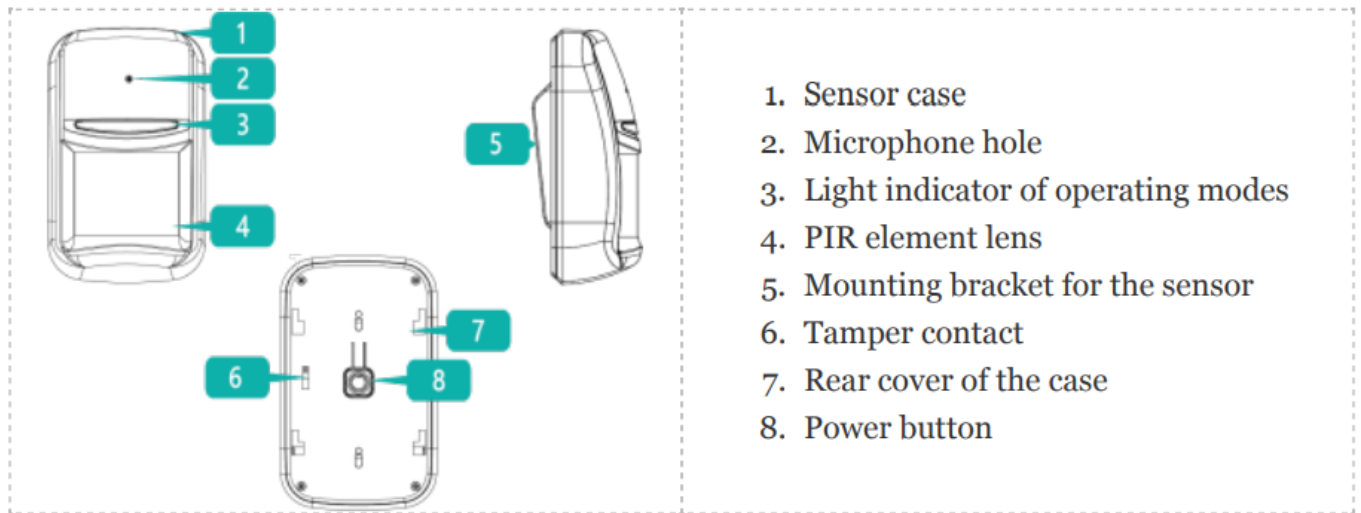 1
2
3
4
5
6
7
8
1. Sensor case
2. Microphone hole
3. Light indicator of operating modes
4. PIR element lens
5. Mounting bracket for the sensor
6. Tamper contact
7. Rear cover of the case
8. Power button